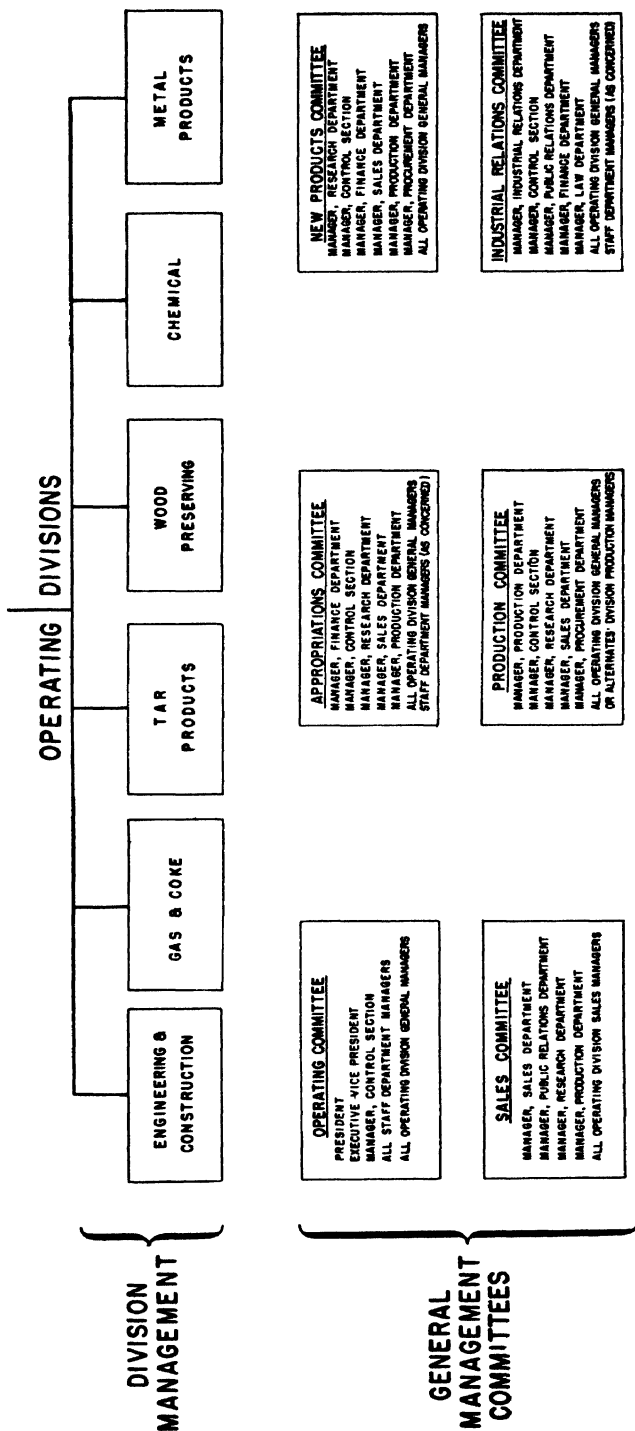 OPERATING DIVISIONS
DIVISION
MANAGEMENT
ENGINEERING &
CONSTRUCTION
GAS & COKE
TAR
PRODUCTS
WOOD
PRESERVING
CHEMICAL
METAL
PRODUCTS
GENERAL
MANAGEMENT
COMMITTEES
OPERATING COMMITTEE
PRESIDENT
EXECUTIVE VICE PRESIDENT
MANAGER, CONTROL SECTION
ALL STAFF DEPARTMENT MANAGERS
ALL OPERATING DIVISION GENERAL MANAGERS
APPROPRIATIONS COMMITTEE
MANAGER, FINANCE DEPARTMENT
MANAGER, CONTROL SECTION
MANAGER, RESEARCH DEPARTMENT
MANAGER, SALES DEPARTMENT
MANAGER, PRODUCTION DEPARTMENT
ALL OPERATING DIVISION GENERAL MANAGERS
STAFF DEPARTMENT MANAGERS (AS CONCERNED)
NEW PRODUCTS COMMITTEE
MANAGER, RESEARCH DEPARTMENT
MANAGER, CONTROL SECTION
MANAGER, FINANCE DEPARTMENT
MANAGER, SALES DEPARTMENT
MANAGER, PRODUCTION DEPARTMENT
MANAGER, PROCUREMENT DEPARTMENT
ALL OPERATING DIVISION GENERAL MANAGERS
SALES COMMITTEE
MANAGER, SALES DEPARTMENT
MANAGER, PUBLIC RELATIONS DEPARTMENT
MANAGER, RESEARCH DEPARTMENT
MANAGER, PRODUCTION DEPARTMENT
ALL OPERATING DIVISION SALES MANAGERS
PRODUCTION COMMITTEE
MANAGER, PRODUCTION DEPARTMENT
MANAGER, CONTROL SECTION
MANAGER, RESEARCH DEPARTMENT
MANAGER, SALES DEPARTMENT
MANAGER, PROCUREMENT DEPARTMENT
ALL OPERATING DIVISION GENERAL MANAGERS
OR ALTERNATES' DIVISION PRODUCTION MANAGERS
INDUSTRIAL RELATIONS COMMITTEE
MANAGER, INDUSTRIAL RELATIONS DEPARTMENT
MANAGER, CONTROL SECTION
MANAGER, PUBLIC RELATIONS DEPARTMENT
MANAGER, FINANCE DEPARTMENT
MANAGER, LAW DEPARTMENT
ALL OPERATING DIVISION GENERAL MANAGERS
STAFF DEPARTMENT MANAGERS (AS CONCERNED)